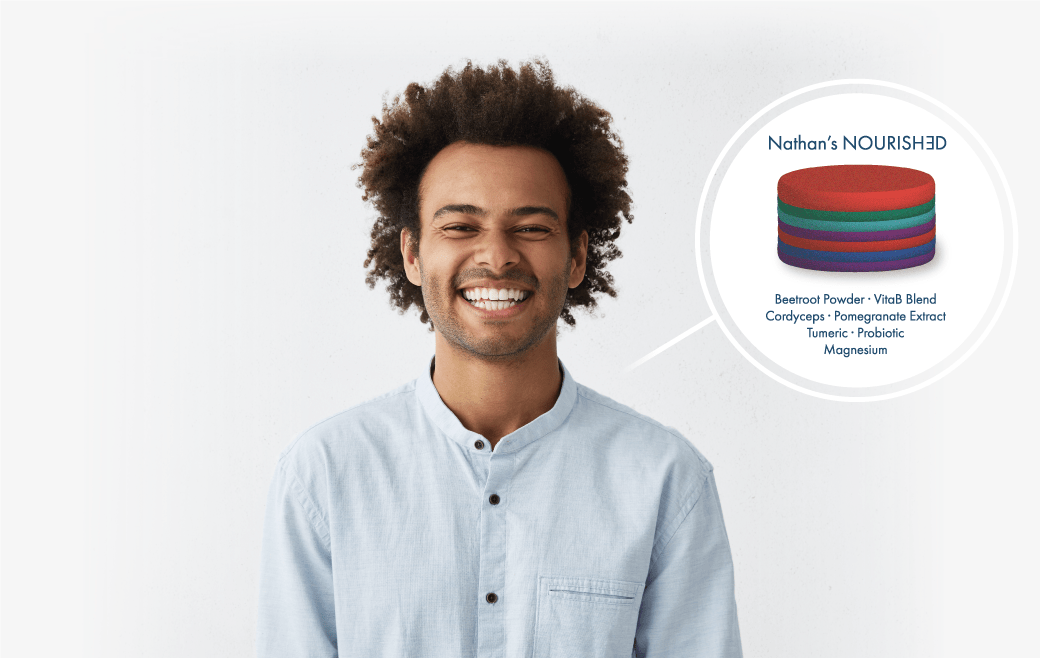 Nathan's NOURISHƎD
Beetroot Powder · VitaB Blend
Cordyceps · Pomegranate Extract
Tumeric · Probiotic
Magnesium